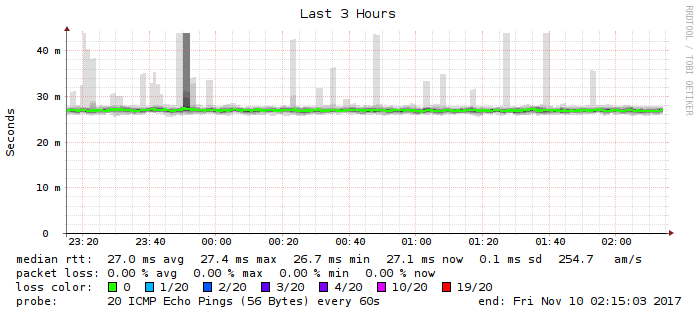 Last 3 Hours
RRDTOOL / TOBI OETIKER
Seconds
40 m
30 m
20 m
10 m
0
23:20 23:40 00:00 00:20 00:40 01:00 01:20 01:40 02:00
median rtt: 27.0 ms avg 27.4 ms max 26.7 ms min 27.1 ms now 0.1 ms sd 254.7 am/s
packet loss: 0.00 % avg 0.00 % max 0.00 % min 0.00 % now
loss color: 0 1/20 2/20 3/20 4/20 10/20 19/20
probe: 20 ICMP Echo Pings (56 Bytes) every 60s end: Fri Nov 10 02:15:03 2017